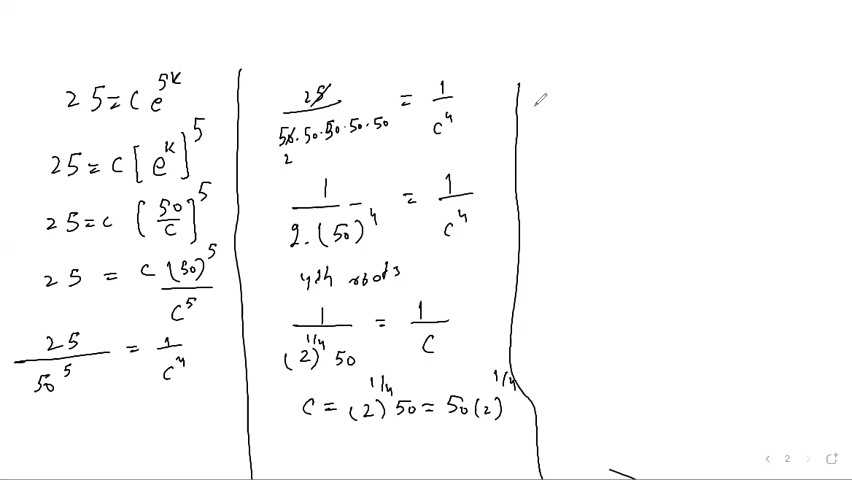 25 = C e^{5K}
25 = C [e^{K}]^{5}
25 = C [50/C]^{5}
25 = C (50)^{5} / C^{5}
25 / 50^{5} = 1 / C^{4}
25 / 50·50·50·50·50 = 1 / C^{4}
2
1 / 2·(50)^{4} = 1 / C^{4}
4th roots
1 / (2)^{1/4} 50 = 1 / C
C = (2)^{1/4} 50 = 50 (2)^{1/4}
2